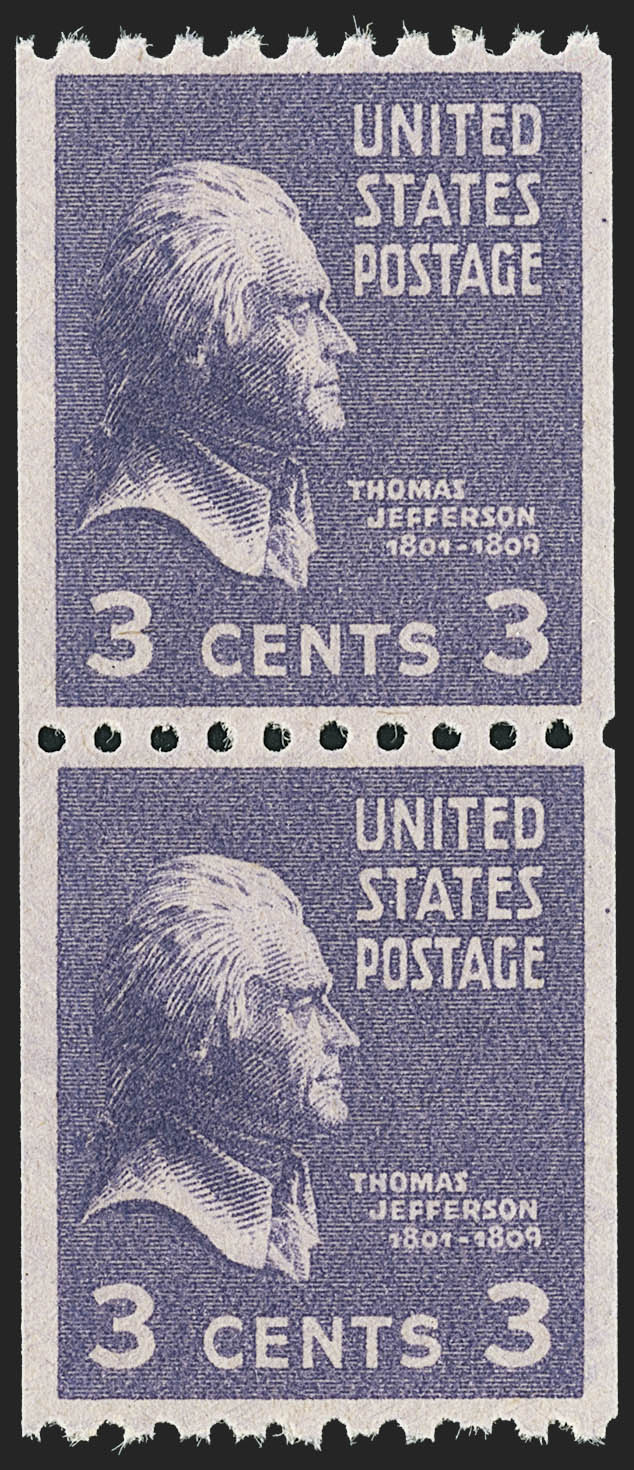 UNITED
STATES
POSTAGE
THOMAS
JEFFERSON
1801-1809
3 CENTS 3
UNITED
STATES
POSTAGE
THOMAS
JEFFERSON
1801-1809
3 CENTS 3